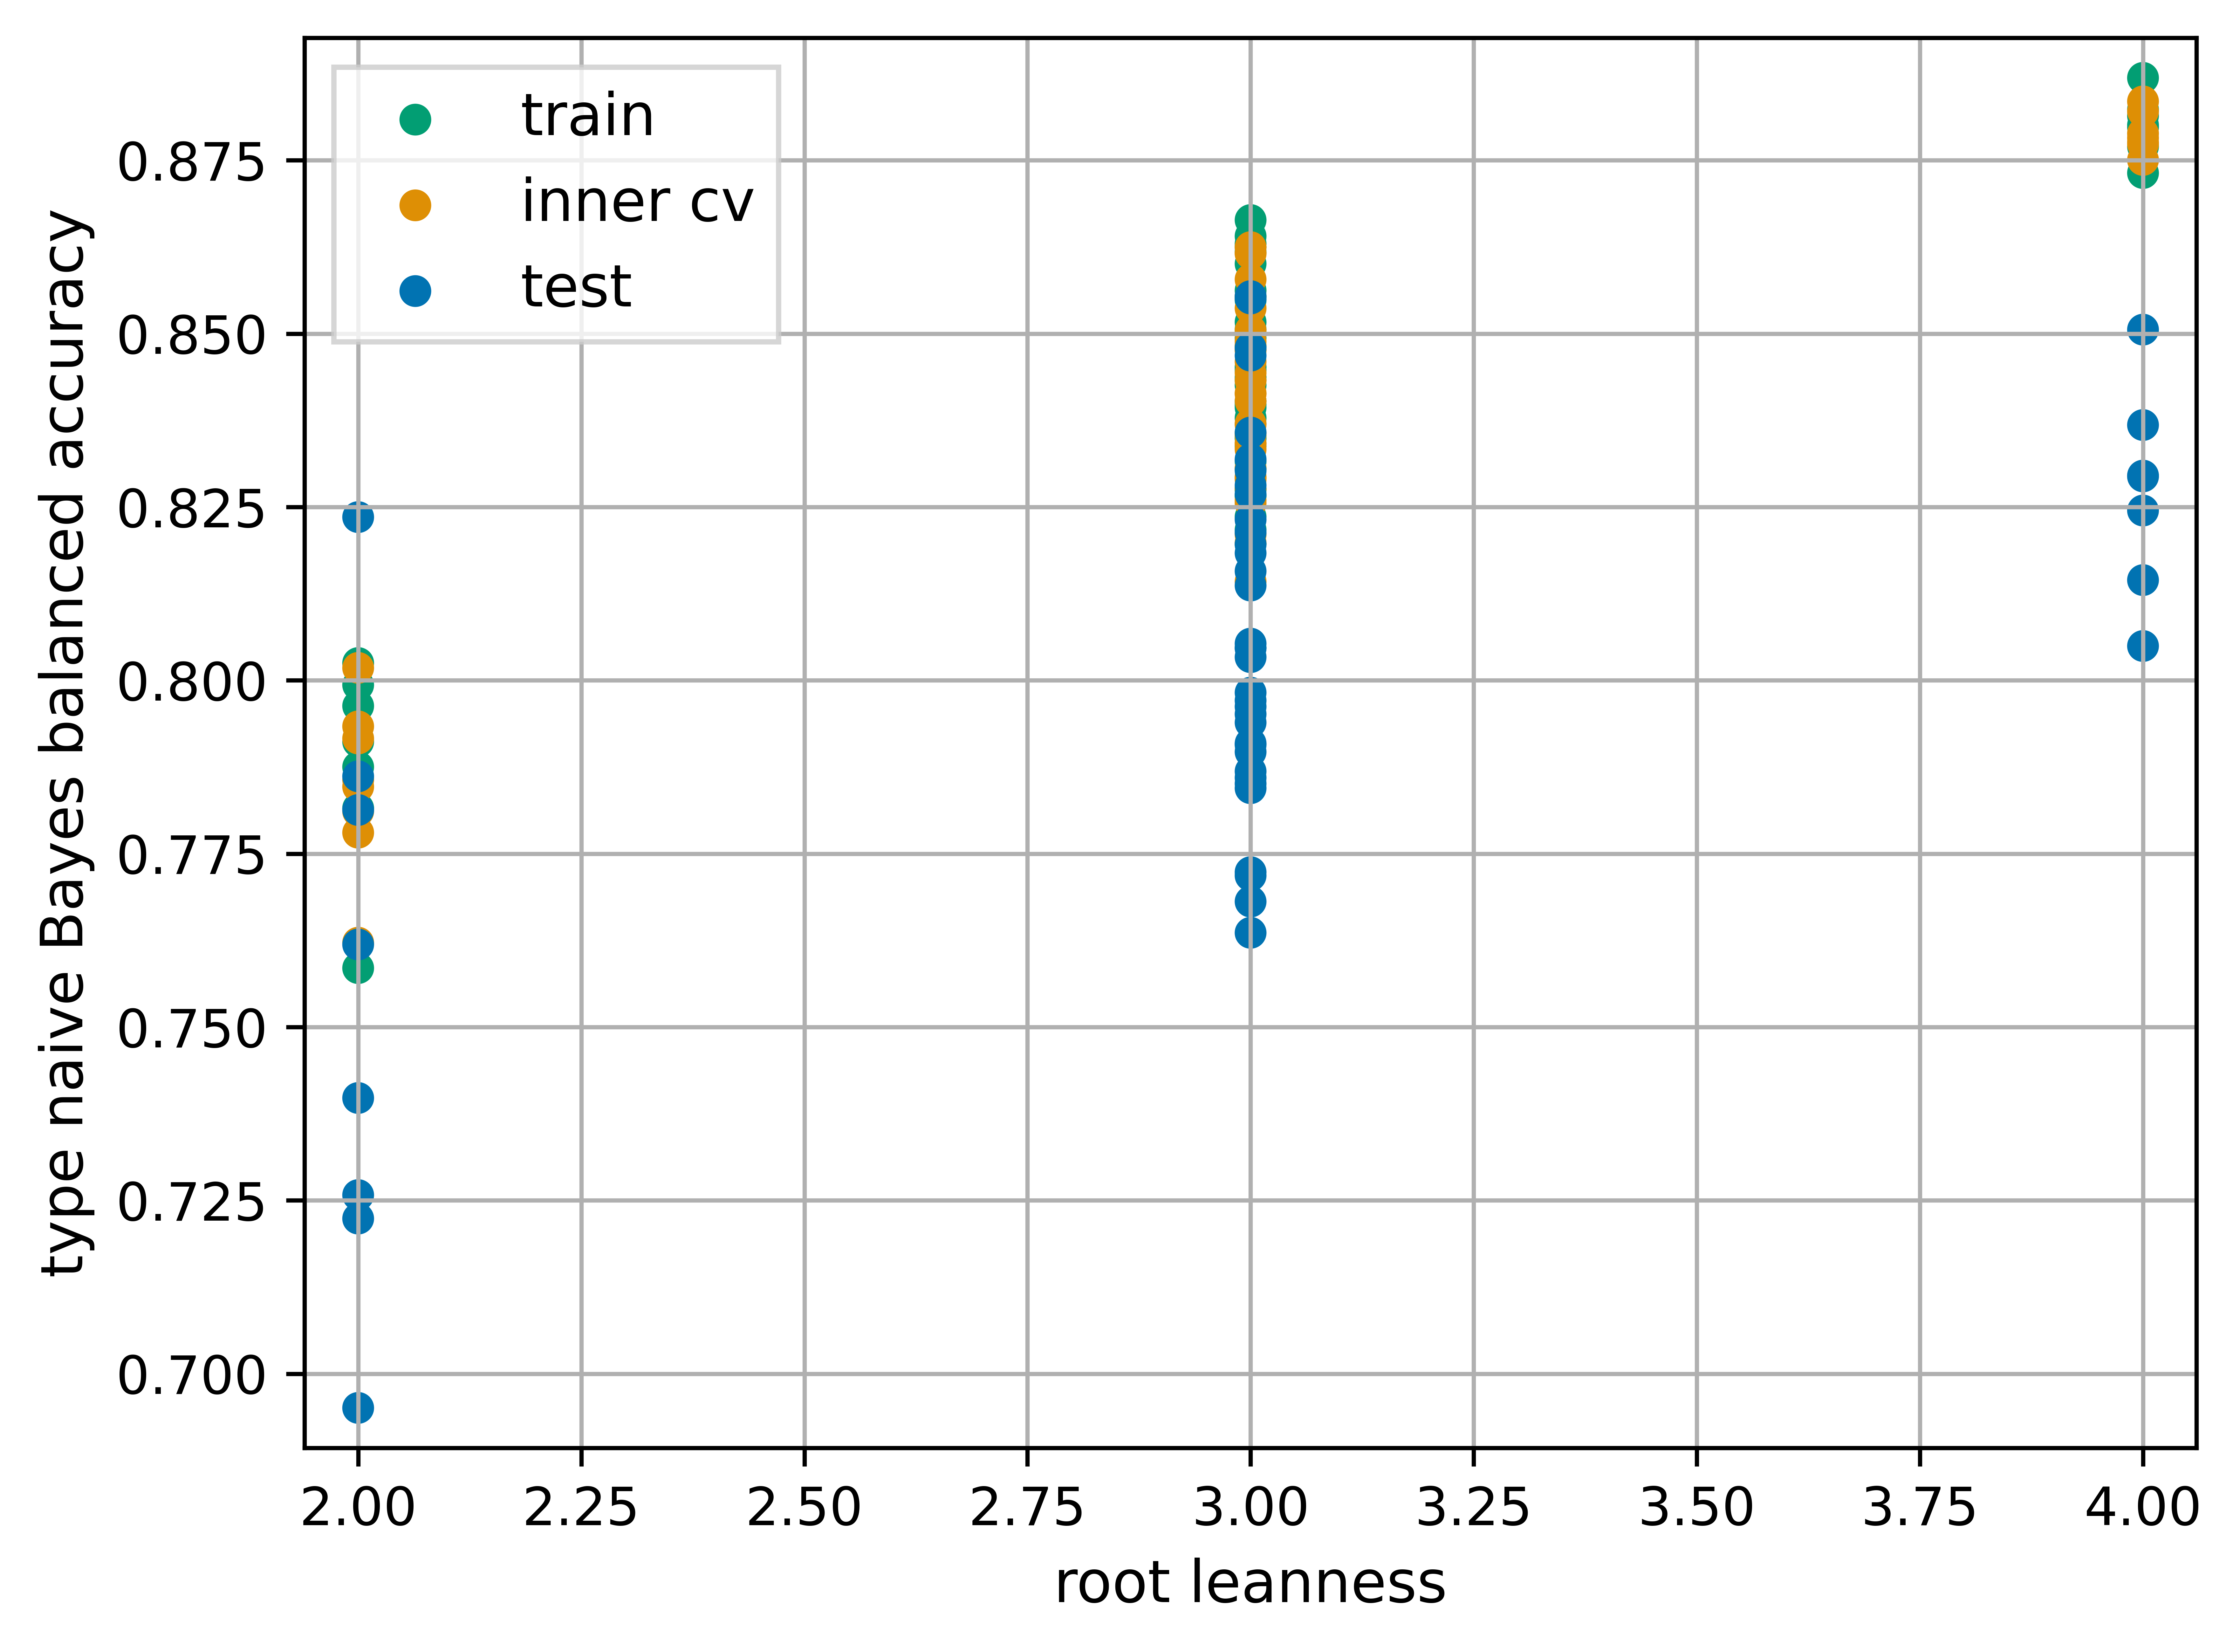 train
inner cv
test
type naive Bayes balanced accuracy
0.875
0.850
0.825
0.800
0.775
0.750
0.725
0.700
2.00 2.25 2.50 2.75 3.00 3.25 3.50 3.75 4.00
root leanness